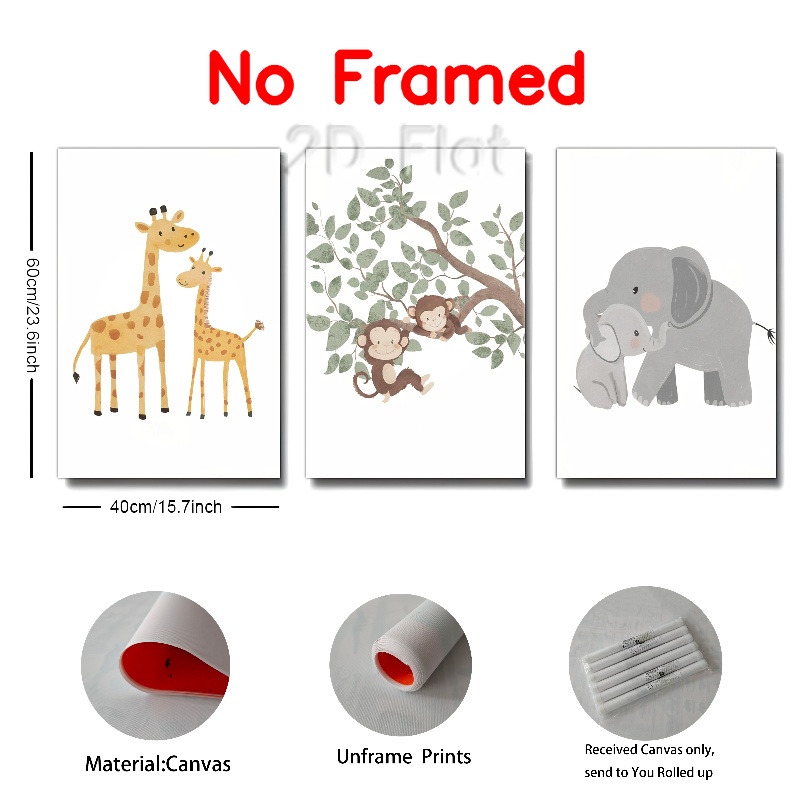 No Framed
2D Flat
60cm/23.6inch
40cm/15.7inch
Material:Canvas
Unframe Prints
Received Canvas only,
send to You Rolled up